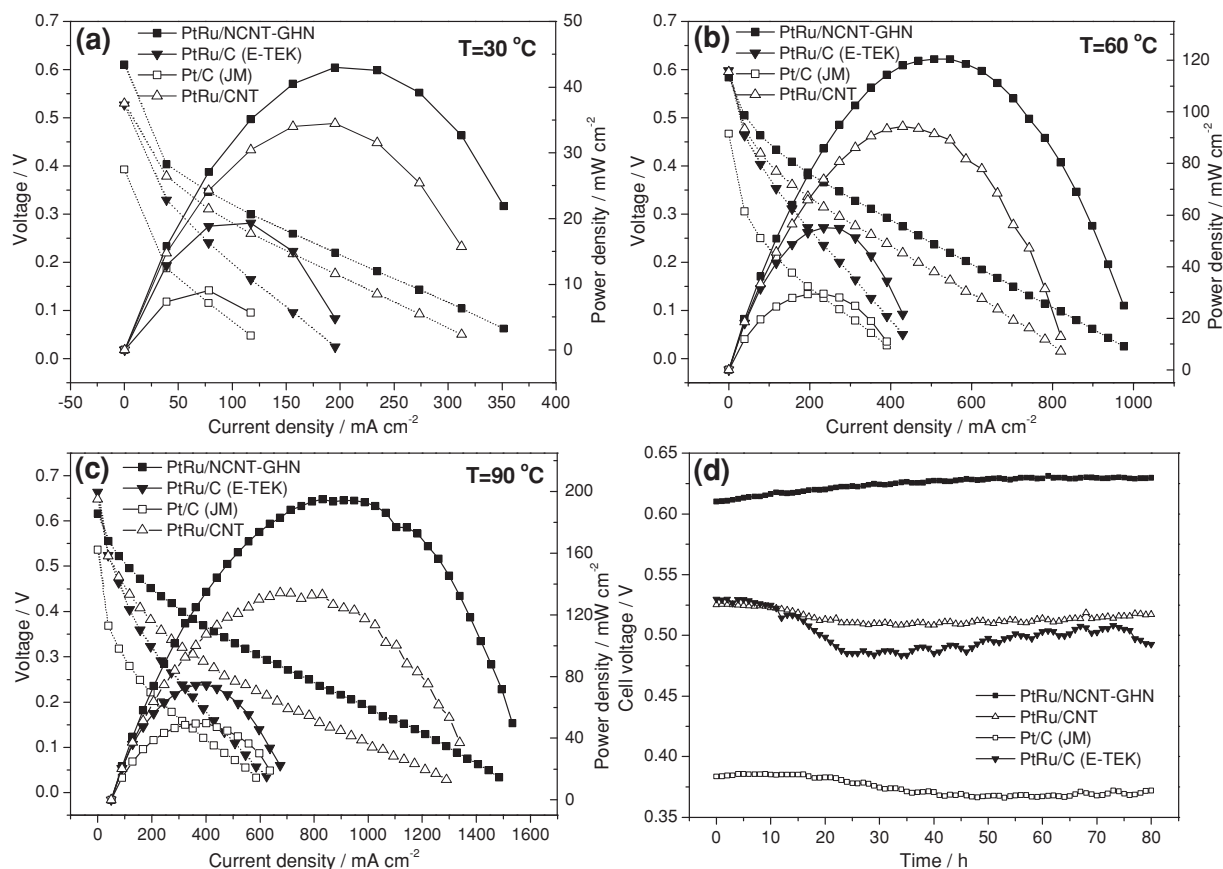 (a)
T=30 °C
PtRu/NCNT-GHN
PtRu/C (E-TEK)
Pt/C (JM)
PtRu/CNT
0.7
0.6
0.5
0.4
0.3
0.2
0.1
0.0
Voltage / V
50
40
30
20
10
0
Power density / mW cm-2
-50 0 50 100 150 200 250 300 350 400
Current density / mA cm-2
(b)
T=60 °C
PtRu/NCNT-GHN
PtRu/C (E-TEK)
Pt/C (JM)
PtRu/CNT
0.7
0.6
0.5
0.4
0.3
0.2
0.1
0.0
Voltage / V
120
100
80
60
40
20
0
Power density / mW cm-2
0 200 400 600 800 1000
Current density / mA cm-2
(c)
T=90 °C
PtRu/NCNT-GHN
PtRu/C (E-TEK)
Pt/C (JM)
PtRu/CNT
0.7
0.6
0.5
0.4
0.3
0.2
0.1
0.0
Voltage / V
200
160
120
80
40
0
Power density / mW cm-2
0 200 400 600 800 1000 1200 1400 1600
Current density / mA cm-2
(d)
0.65
0.60
0.55
0.50
0.45
0.40
0.35
Cell voltage / V
PtRu/NCNT-GHN
PtRu/CNT
Pt/C (JM)
PtRu/C (E-TEK)
0 10 20 30 40 50 60 70 80
Time / h